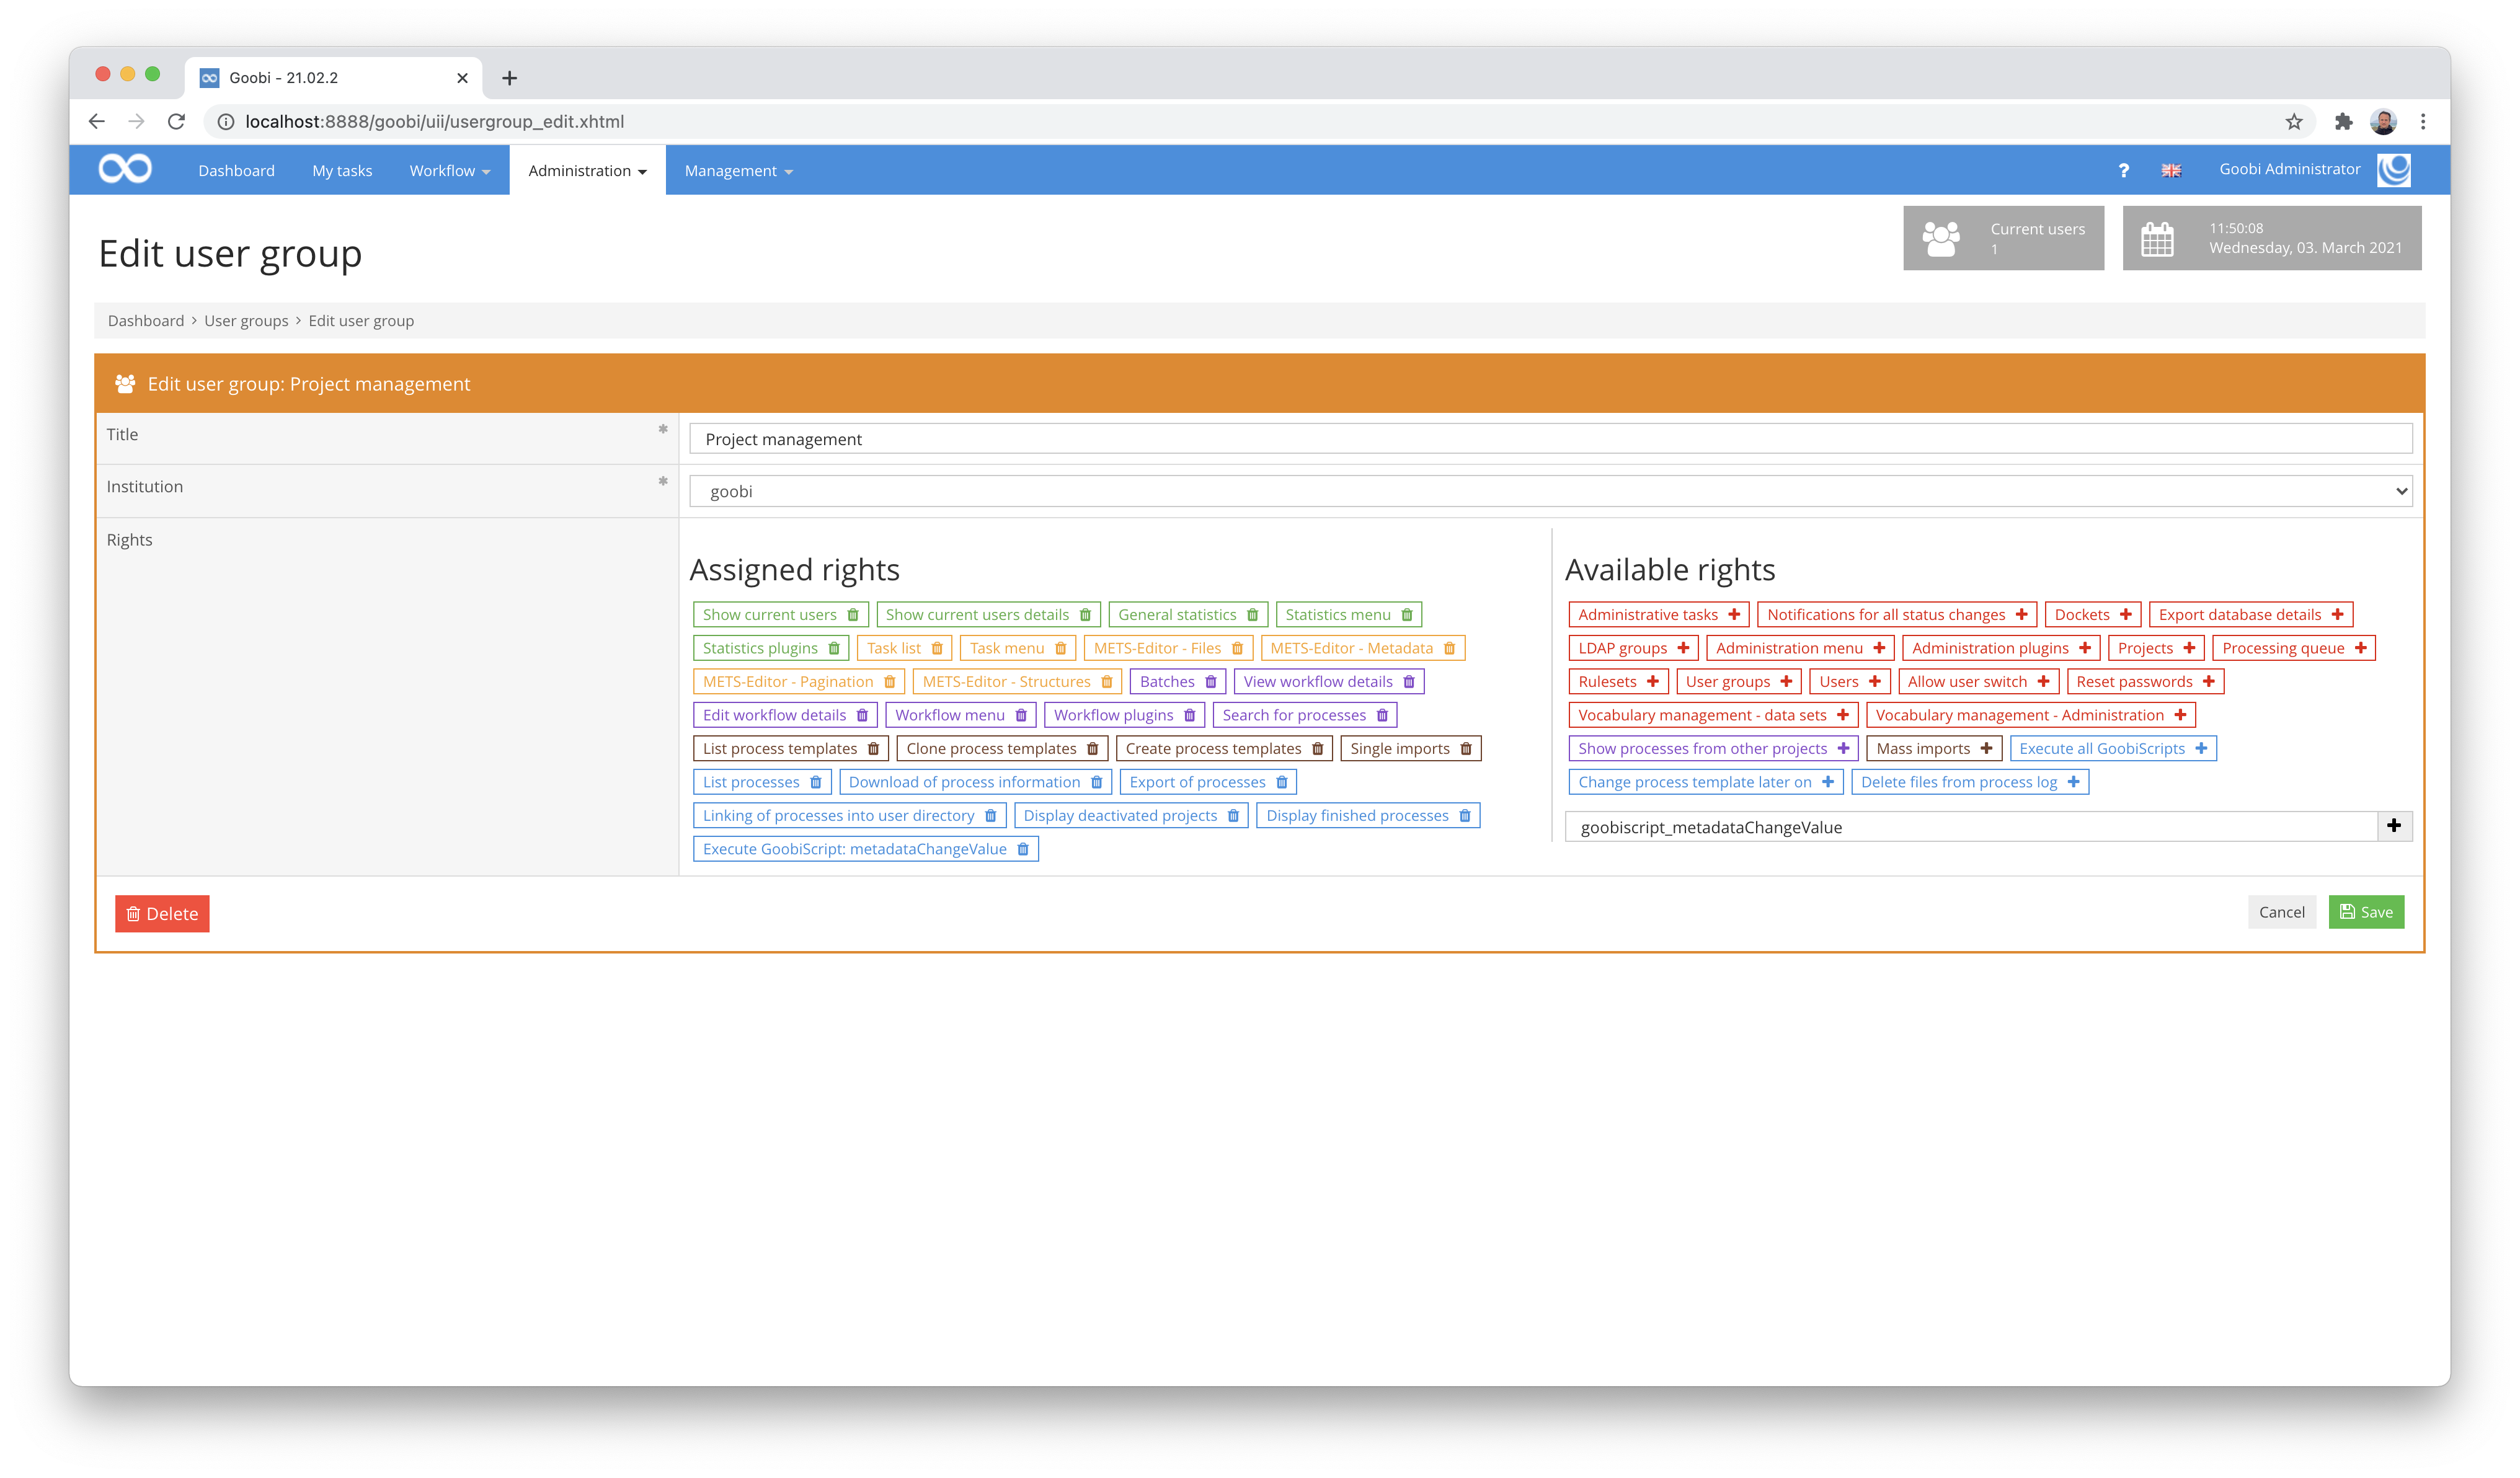 Goobi - 21.02.2
localhost:8888/goobi/uii/usergroup_edit.xhtml
Dashboard My tasks Workflow Administration Management ? Goobi Administrator
Edit user group
Current users
1
11:50:08
Wednesday, 03. March 2021
Dashboard > User groups > Edit user group
Edit user group: Project management
Title * Project management
Institution * goobi
Rights
Assigned rights
Show current users Show current users details General statistics Statistics menu
Statistics plugins Task list Task menu METS-Editor - Files METS-Editor - Metadata
METS-Editor - Pagination METS-Editor - Structures Batches View workflow details
Edit workflow details Workflow menu Workflow plugins Search for processes
List process templates Clone process templates Create process templates Single imports
List processes Download of process information Export of processes
Linking of processes into user directory Display deactivated projects Display finished processes
Execute GoobiScript: metadataChangeValue
Available rights
Administrative tasks Notifications for all status changes Dockets Export database details
LDAP groups Administration menu Administration plugins Projects Processing queue
Rulesets User groups Users Allow user switch Reset passwords
Vocabulary management - data sets Vocabulary management - Administration
Show processes from other projects Mass imports Execute all GoobiScripts
Change process template later on Delete files from process log
goobiscript_metadataChangeValue
Delete Cancel Save